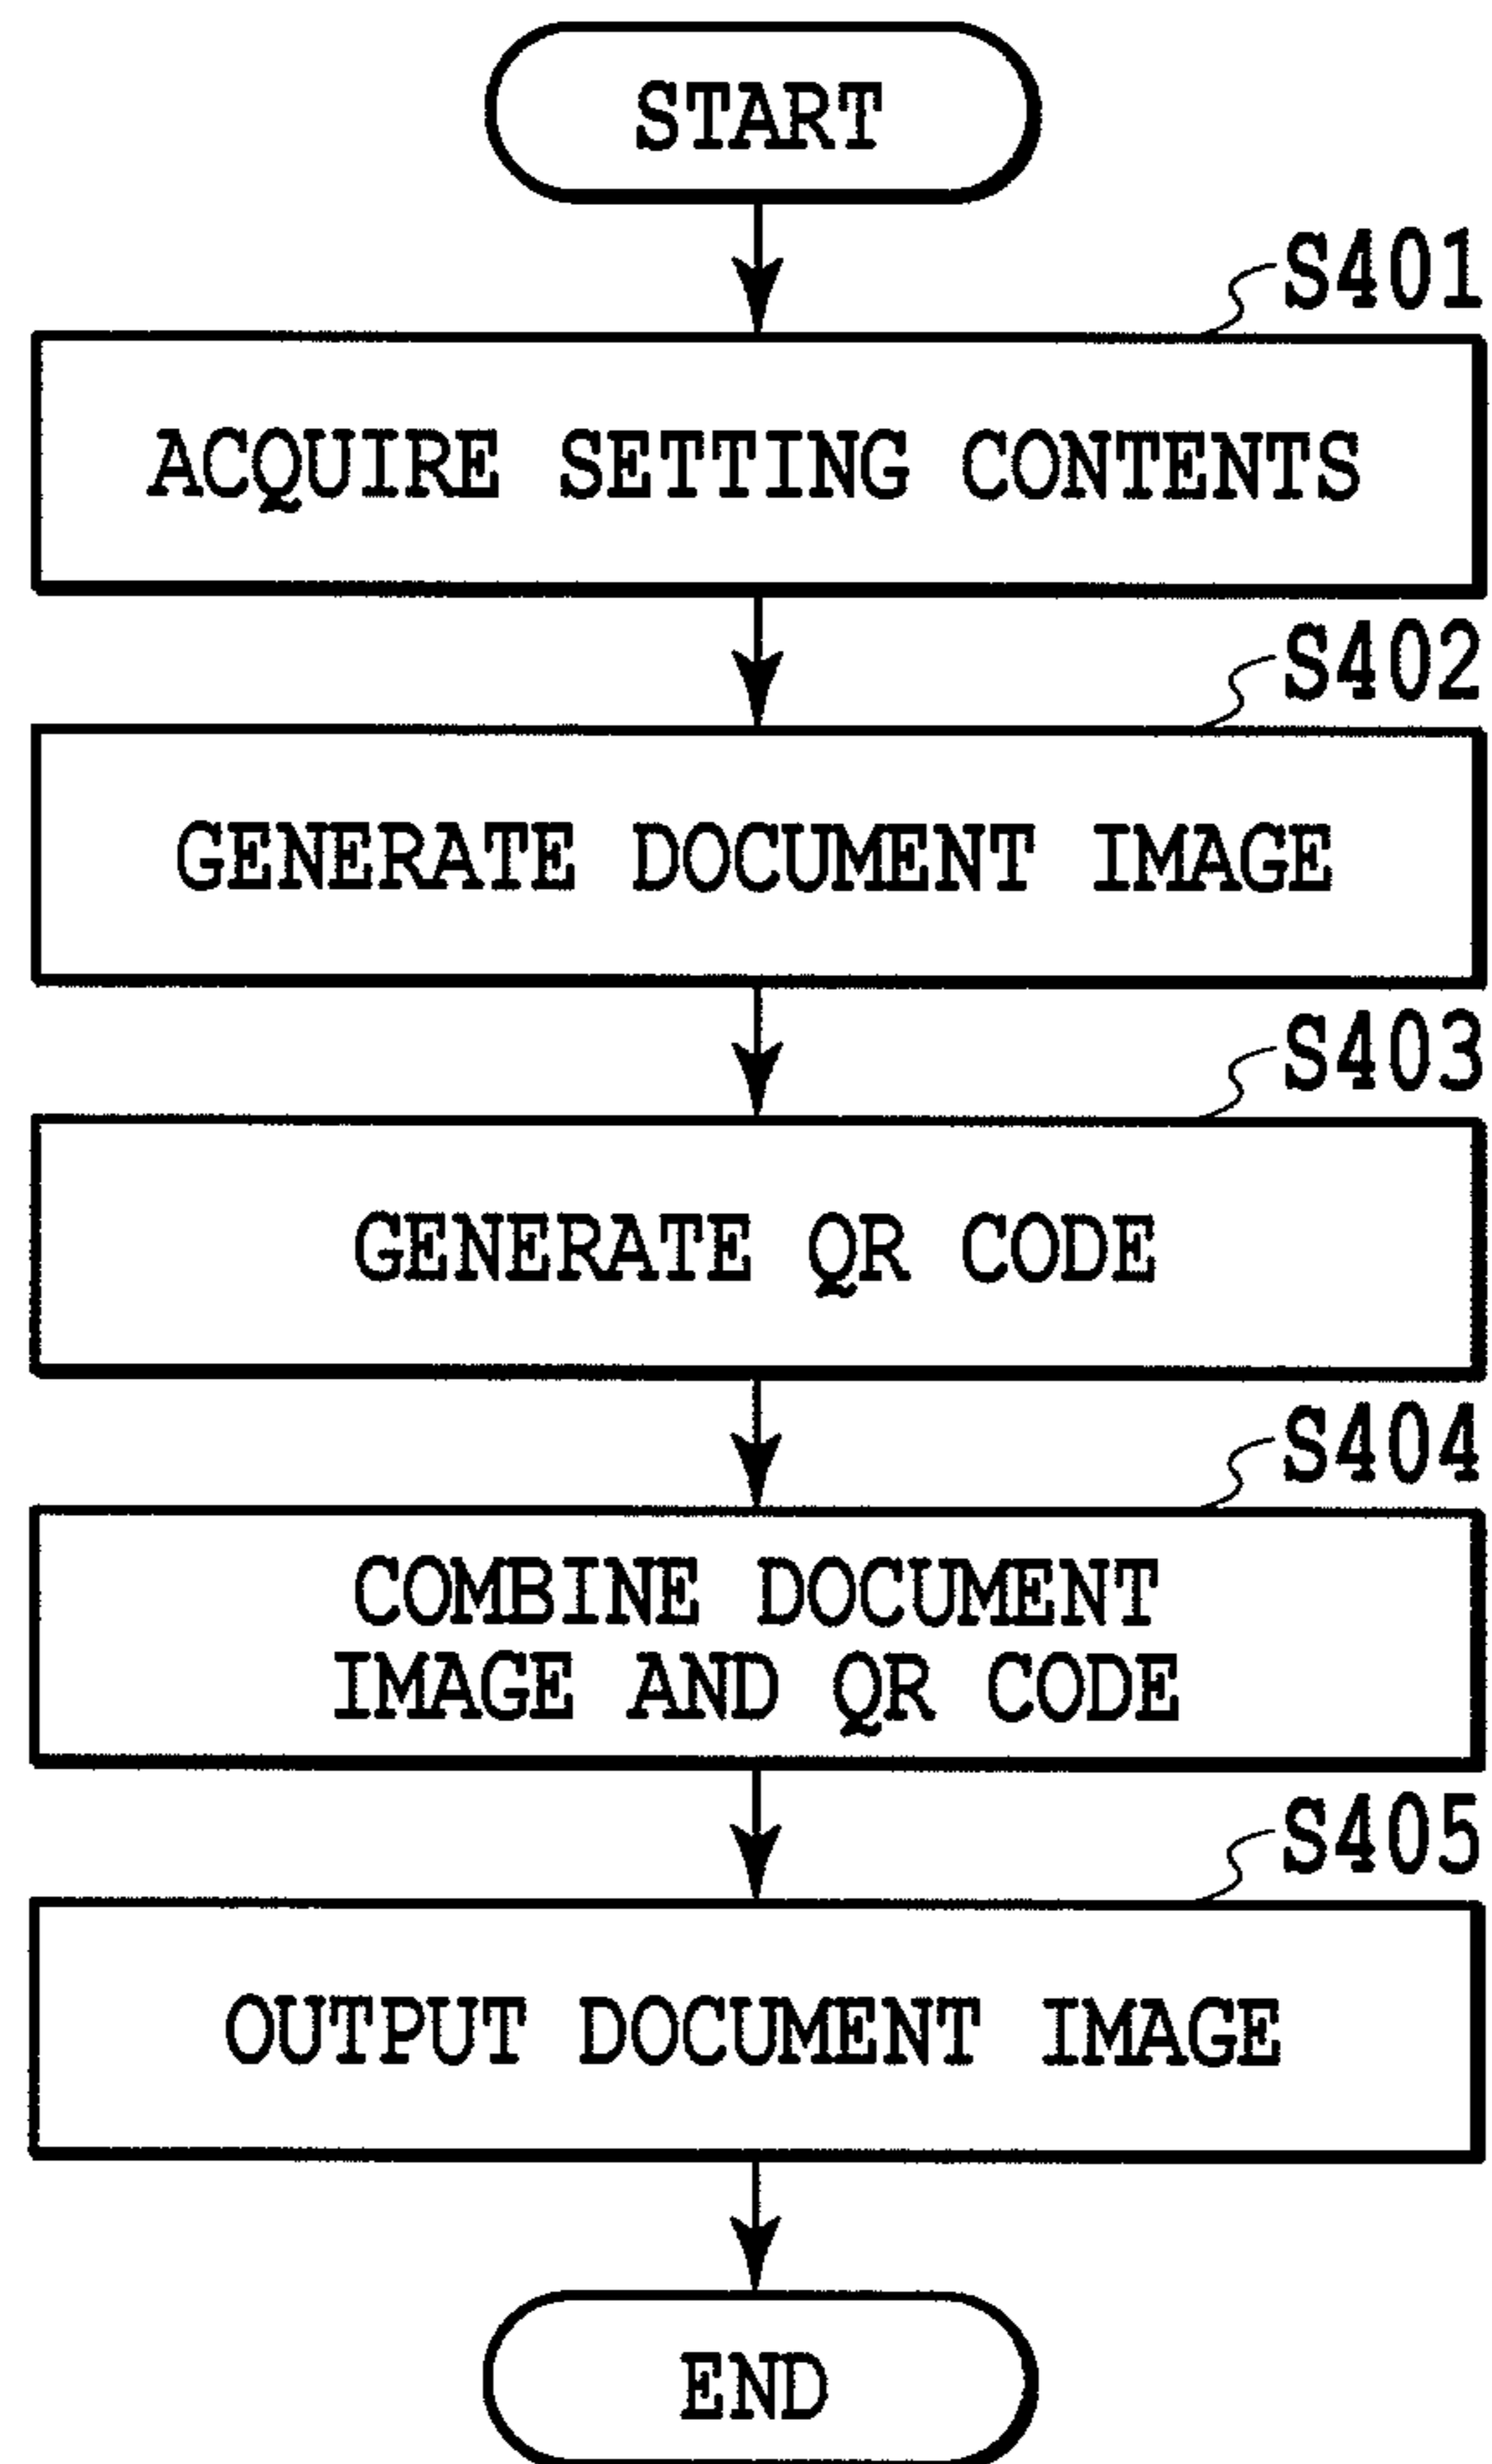 START
S401
ACQUIRE SETTING CONTENTS
S402
GENERATE DOCUMENT IMAGE
S403
GENERATE QR CODE
S404
COMBINE DOCUMENT
IMAGE AND QR CODE
S405
OUTPUT DOCUMENT IMAGE
END